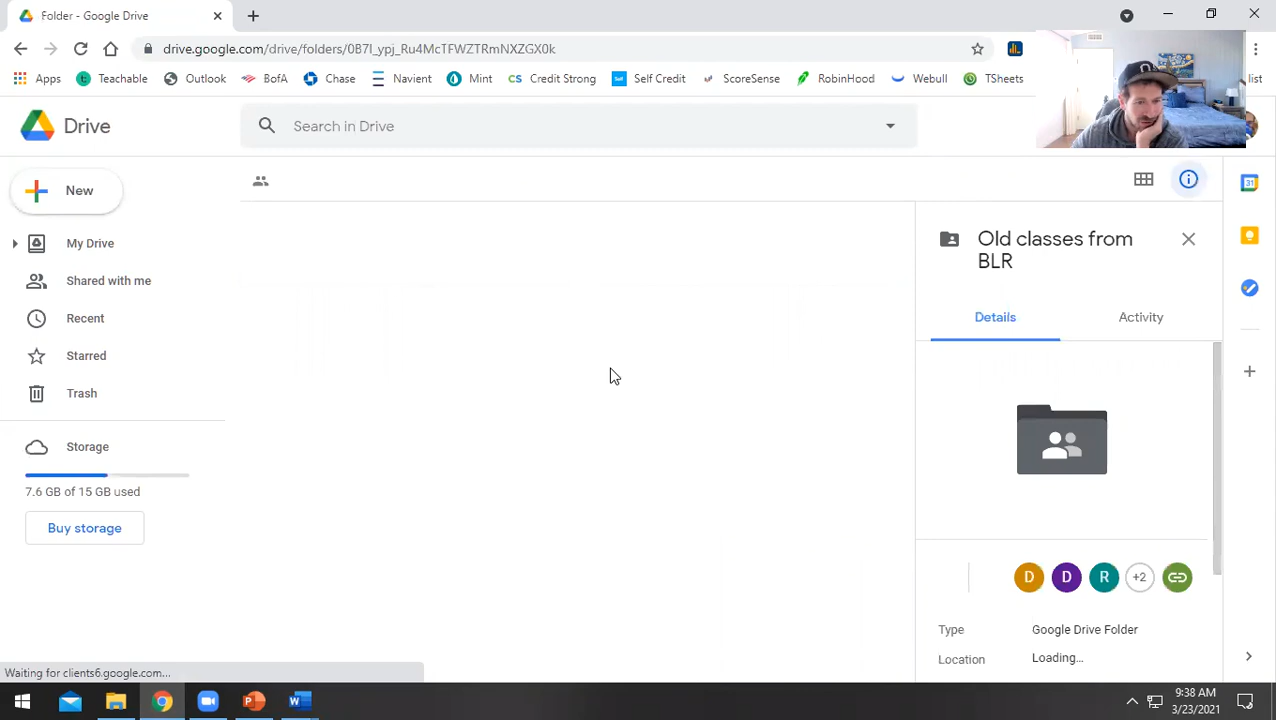 Folder - Google Drive
drive.google.com/drive/folders/0B7l_ypj_Ru4McTFWZTRmNXZGX0k
Apps Teachable Outlook BofA Chase Navient Mint CS Credit Strong Self Credit ScoreSense RobinHood Webull TSheets list
Drive
Search in Drive
New
My Drive
Shared with me
Recent
Starred
Trash
Storage
7.6 GB of 15 GB used
Buy storage
Old classes from
BLR
Details Activity
D D R +2
Type Google Drive Folder
Location Loading...
31
Waiting for clients6.google.com...
9:38 AM
3/23/2021